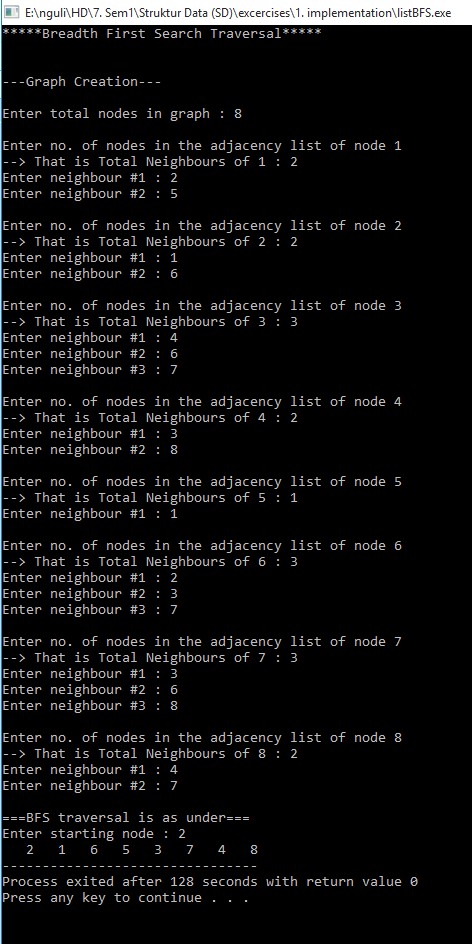 E:\nguli\HD\7. Sem1\Struktur Data (SD)\excercises\1. implementation\listBFS.exe
*****Breadth First Search Traversal*****
---Graph Creation---
Enter total nodes in graph : 8
Enter no. of nodes in the adjacency list of node 1
--> That is Total Neighbours of 1 : 2
Enter neighbour #1 : 2
Enter neighbour #2 : 5
Enter no. of nodes in the adjacency list of node 2
--> That is Total Neighbours of 2 : 2
Enter neighbour #1 : 1
Enter neighbour #2 : 6
Enter no. of nodes in the adjacency list of node 3
--> That is Total Neighbours of 3 : 3
Enter neighbour #1 : 4
Enter neighbour #2 : 6
Enter neighbour #3 : 7
Enter no. of nodes in the adjacency list of node 4
--> That is Total Neighbours of 4 : 2
Enter neighbour #1 : 3
Enter neighbour #2 : 8
Enter no. of nodes in the adjacency list of node 5
--> That is Total Neighbours of 5 : 1
Enter neighbour #1 : 1
Enter no. of nodes in the adjacency list of node 6
--> That is Total Neighbours of 6 : 3
Enter neighbour #1 : 2
Enter neighbour #2 : 3
Enter neighbour #3 : 7
Enter no. of nodes in the adjacency list of node 7
--> That is Total Neighbours of 7 : 3
Enter neighbour #1 : 3
Enter neighbour #2 : 6
Enter neighbour #3 : 8
Enter no. of nodes in the adjacency list of node 8
--> That is Total Neighbours of 8 : 2
Enter neighbour #1 : 4
Enter neighbour #2 : 7
===BFS traversal is as under===
Enter starting node : 2
2 1 6 5 3 7 4 8
--------------------------------
Process exited after 128 seconds with return value 0
Press any key to continue . . .